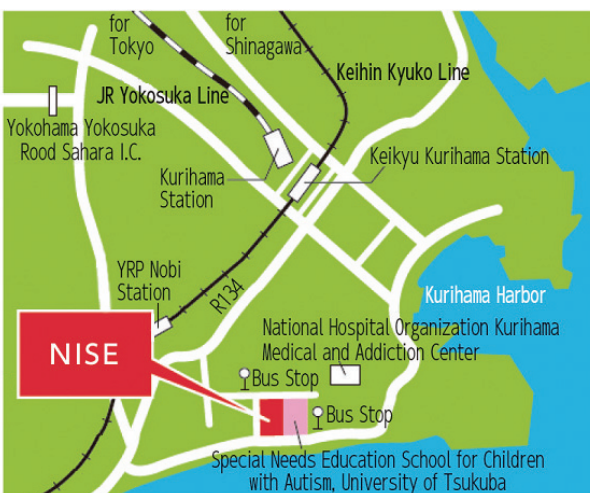 for
Tokyo
for
Shinagawa
Keihin Kyuko Line
JR Yokosuka Line
Yokohama Yokosuka
Rood Sahara I.C.
Keikyu Kurihama Station
Kurihama
Station
YRP Nobi
Station
R134
Kurihama Harbor
NISE
National Hospital Organization Kurihama
Medical and Addiction Center
Bus Stop
Bus Stop
Special Needs Education School for Children
with Autism, University of Tsukuba